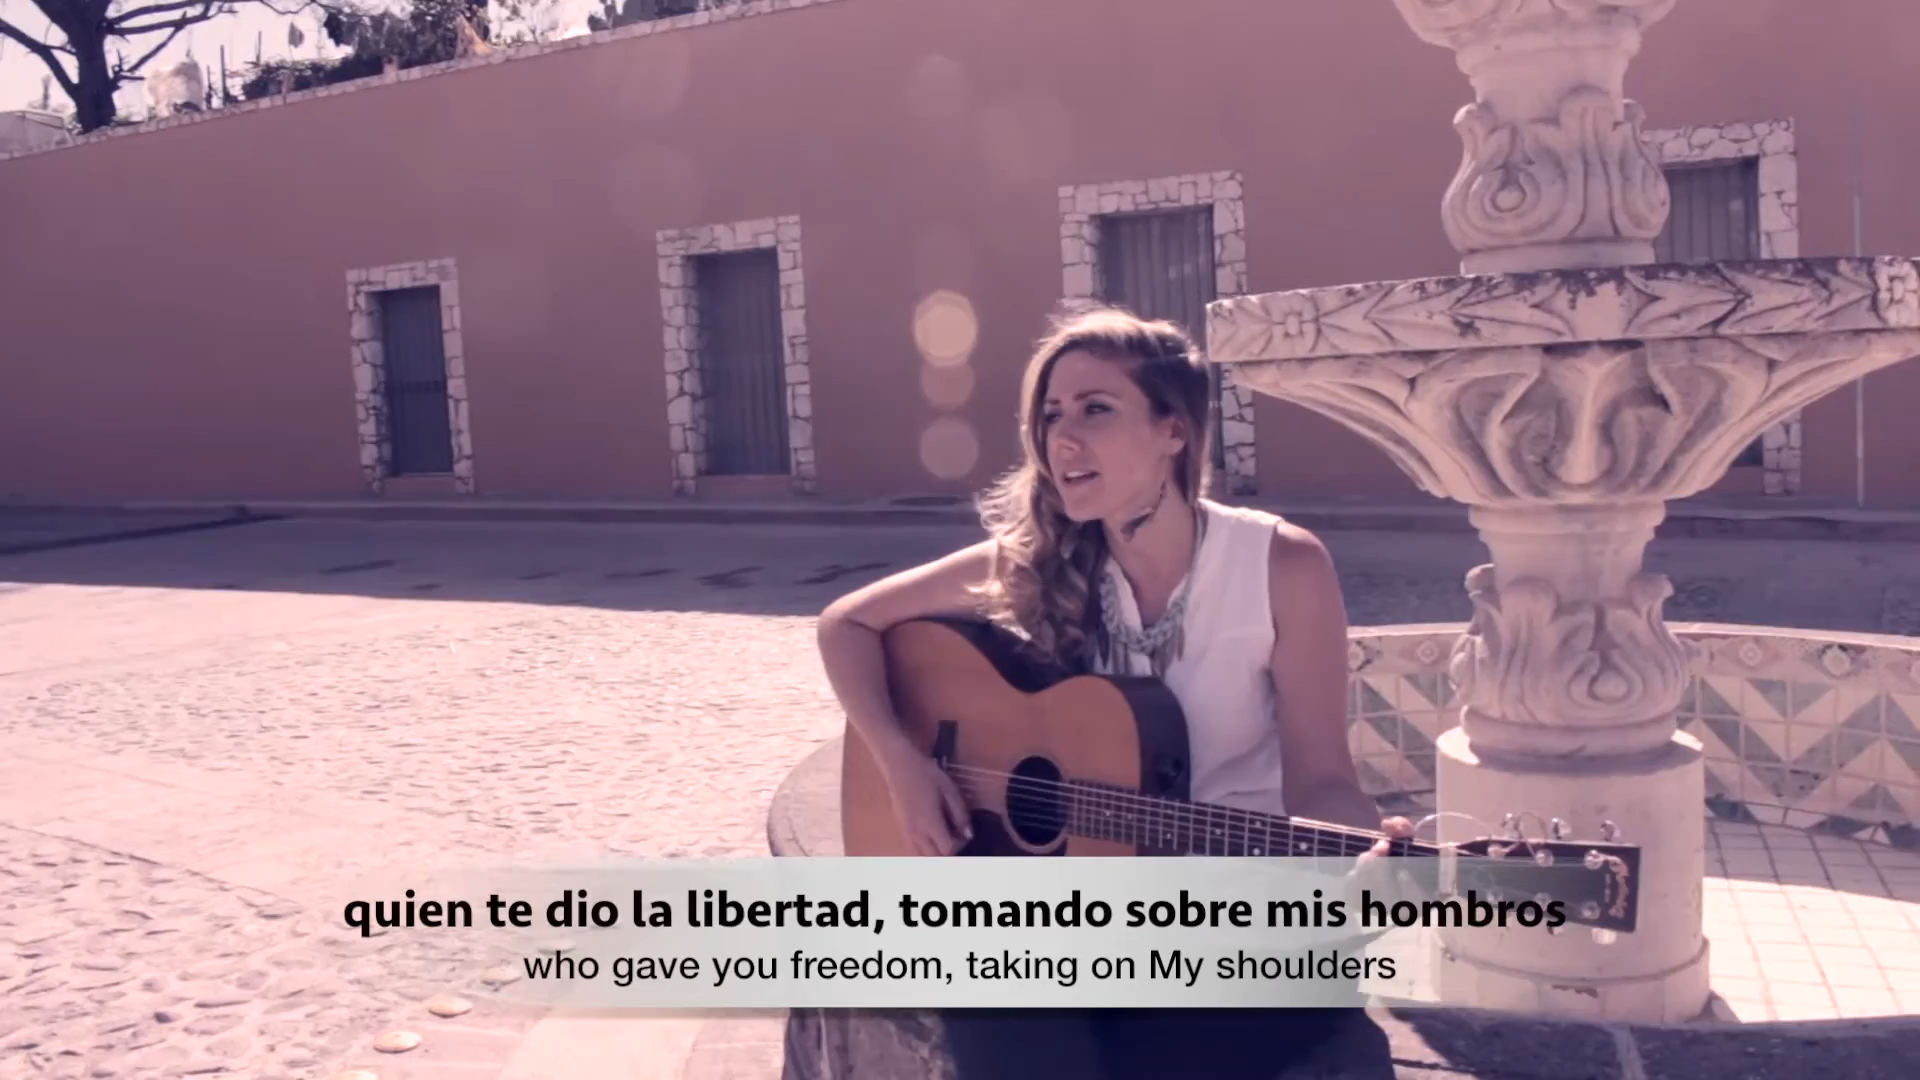 quien te dio la libertad, tomando sobre mis hombros
who gave you freedom, taking on My shoulders